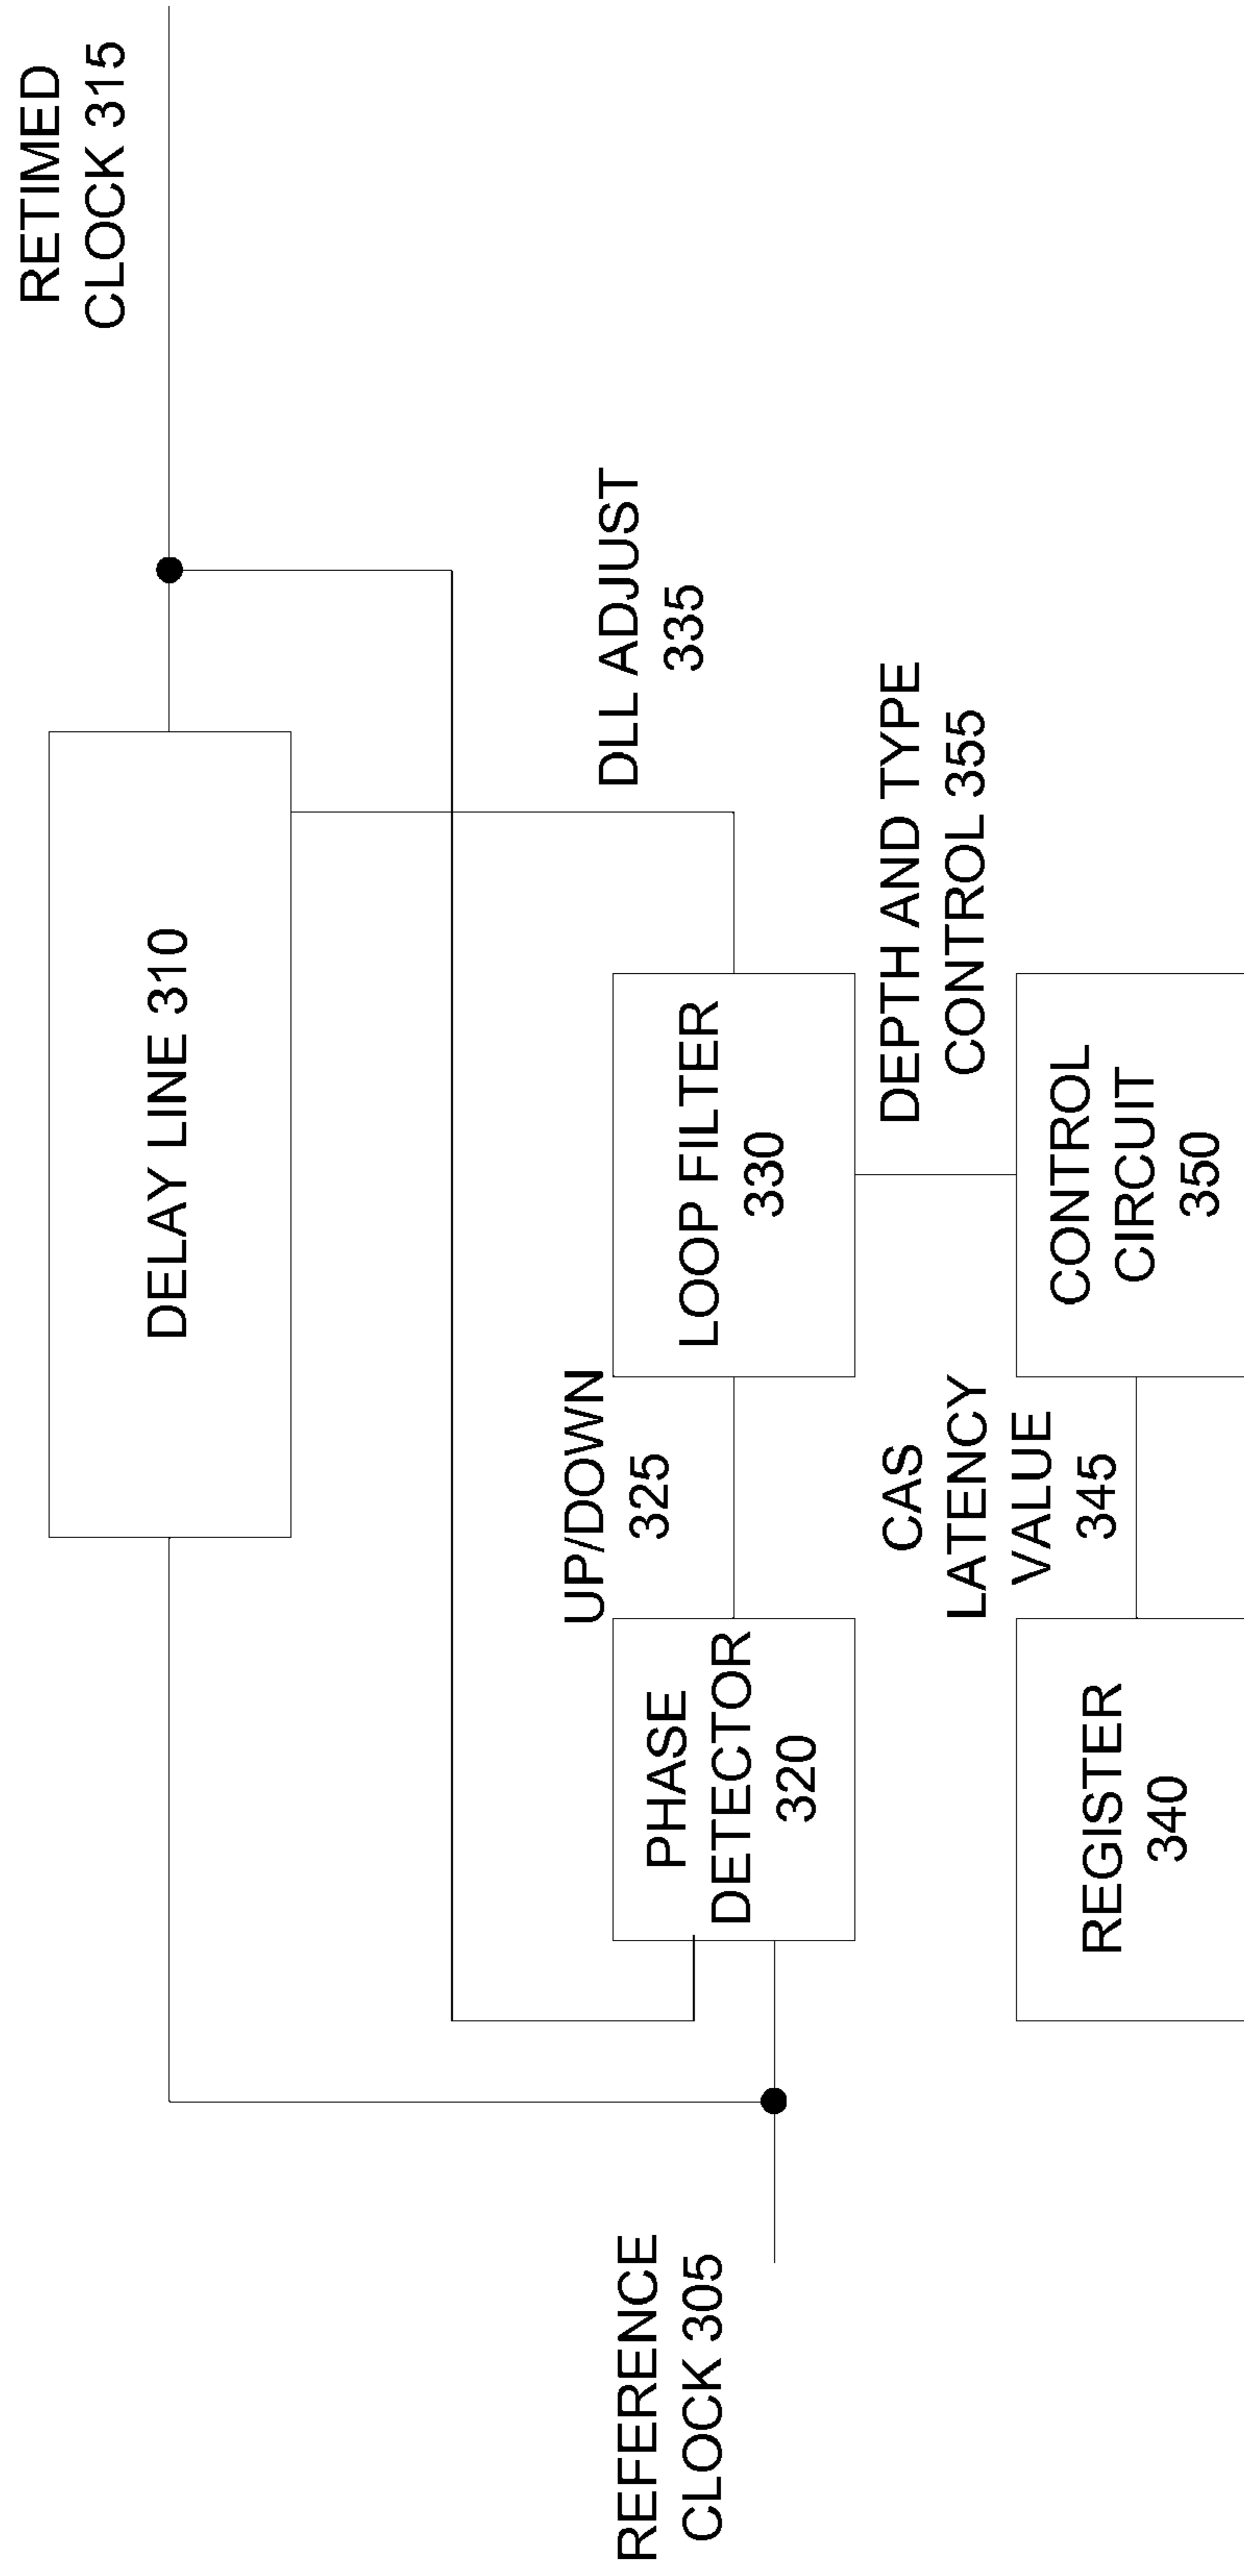 RETIMED
CLOCK 315
DELAY LINE 310
DLL ADJUST
335
UP/DOWN
325
LOOP FILTER
330
PHASE
DETECTOR
320
REFERENCE
CLOCK 305
DEPTH AND TYPE
CONTROL 355
CAS
LATENCY
VALUE
345
CONTROL
CIRCUIT
350
REGISTER
340